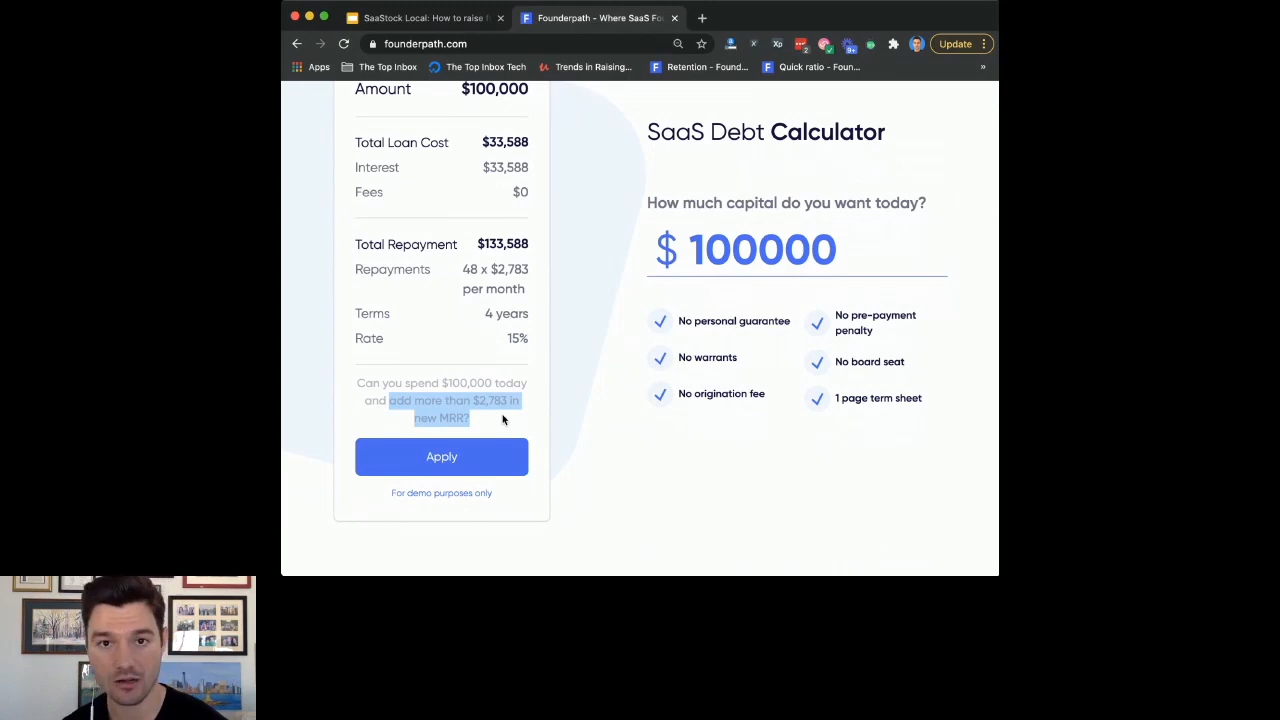 SaaStock Local: How to raise f
Founderpath - Where SaaS Fou
founderpath.com
Update
Apps
The Top Inbox
The Top Inbox Tech
Trends in Raising...
Retention - Found...
Quick ratio - Foun...
»
Amount $100,000
Total Loan Cost $33,588
Interest $33,588
Fees $0
Total Repayment $133,588
Repayments 48 x $2,783
per month
Terms 4 years
Rate 15%
Can you spend $100,000 today
and add more than $2,783 in
new MRR?
Apply
For demo purposes only
SaaS Debt Calculator
How much capital do you want today?
$ 100000
No personal guarantee
No pre-payment
penalty
No warrants
No board seat
No origination fee
1 page term sheet